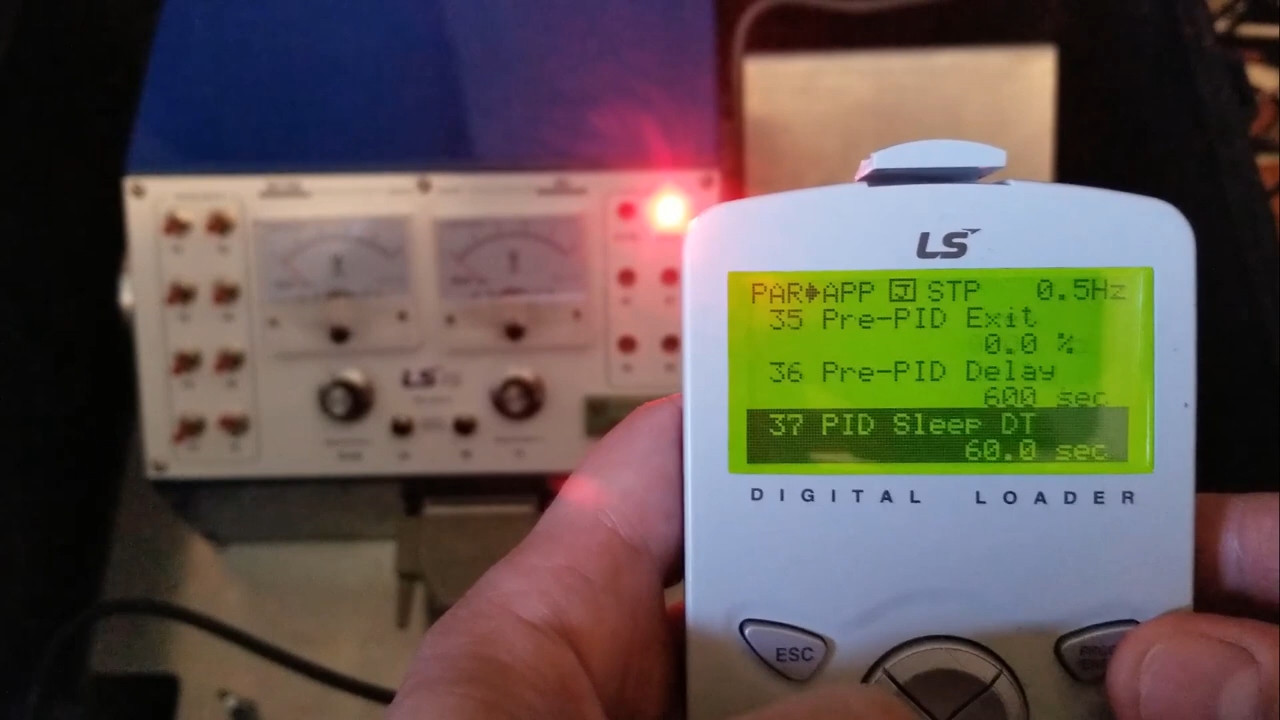 LS
PAR APP J STP 0.5Hz
35 Pre-PID Exit
0.0 %
36 Pre-PID Delay
600 sec
37 PID Sleep DT
60.0 sec
DIGITAL LOADER
ESC
LS